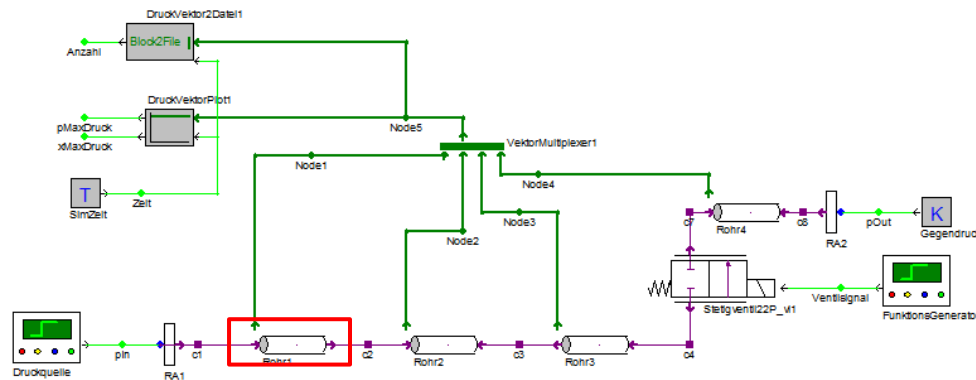 DruckVektor2Datei1
Block2File
Anzahl
DruckVektorPlot1
pMaxDruck
xMaxDruck
Node5
VektorMultiplexer1
Node1
Node4
T
SimZeit
Zeit
Node3
Node2
c7
Rohr4
c8
RA2
pOut
K
Gegendruck
Stetigventil22P_vi1
Ventilsignal
FunktionsGenerator
Druckquelle
pIn
RA1
c1
Rohr1
c2
Rohr2
c3
Rohr3
c4